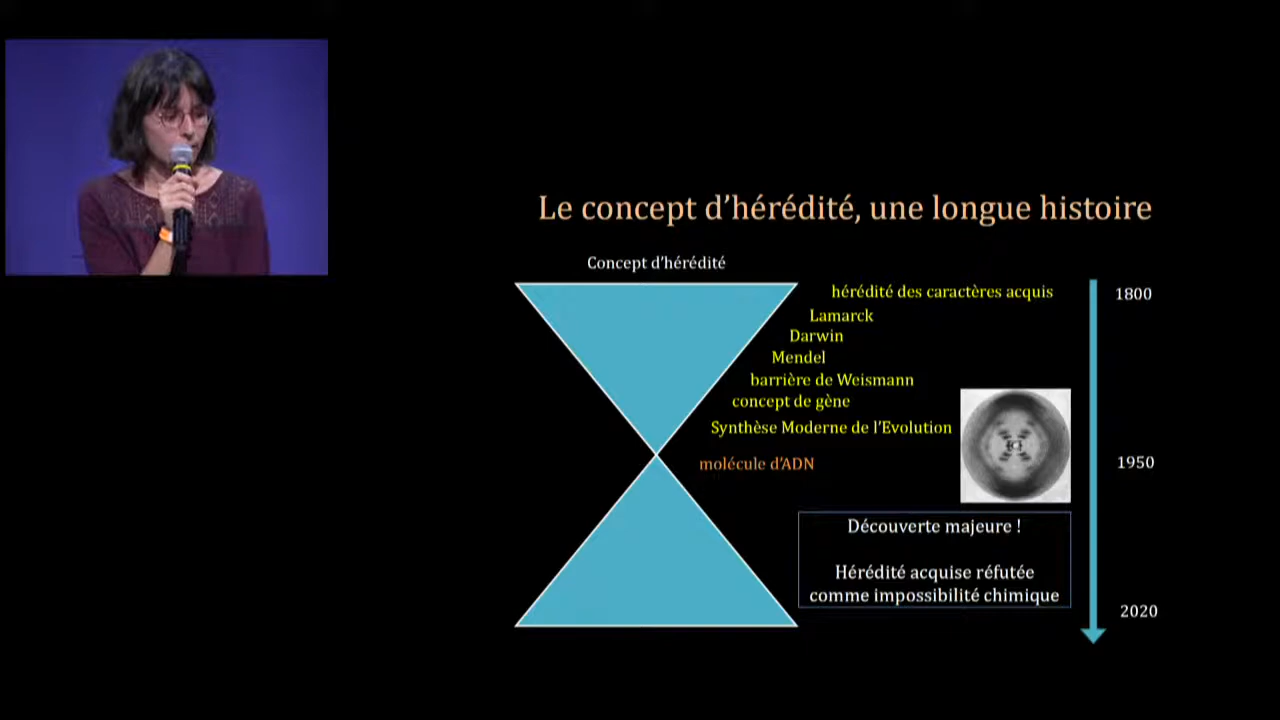 Le concept d'hérédité, une longue histoire
Concept d'hérédité
hérédité des caractères acquis
1800
Lamarck
Darwin
Mendel
barrière de Weismann
concept de gène
Synthèse Moderne de l'Evolution
molécule d'ADN
1950
Découverte majeure !
Hérédité acquise réfutée
comme impossibilité chimique
2020